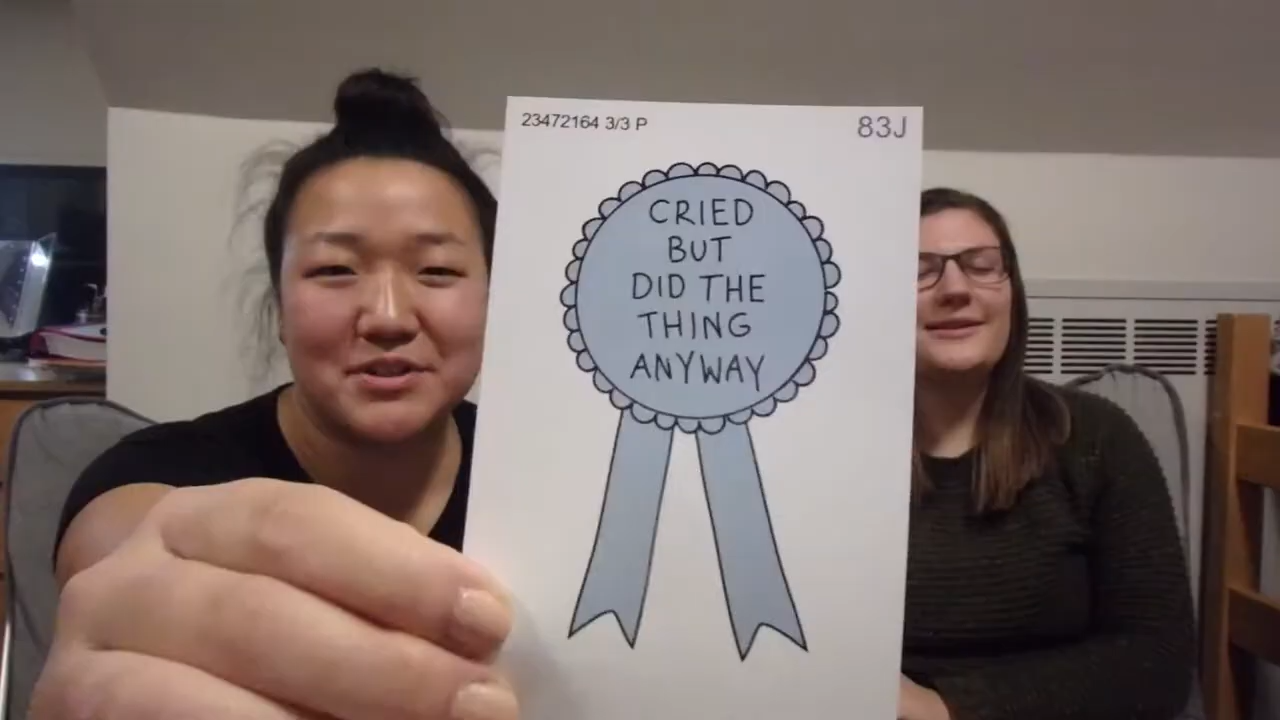 23472164 3/3 P
83J
CRIED
BUT
DID THE
THING
ANYWAY